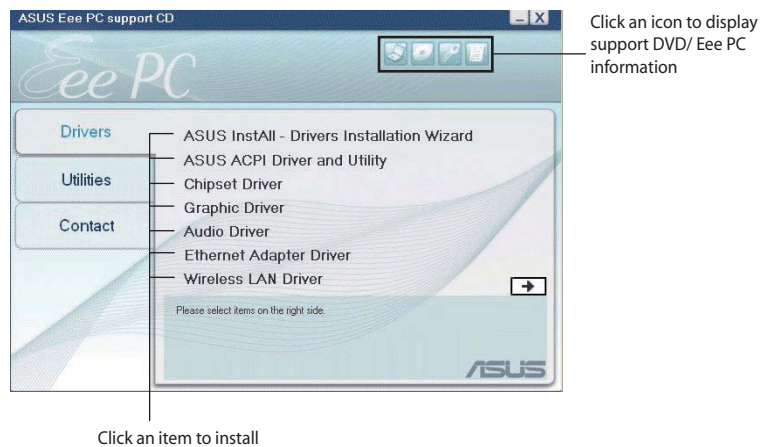 ASUS Eee PC support CD
X
Click an icon to display
support DVD/ Eee PC
information
Eee PC
Drivers
Utilities
Contact
ASUS InstAll - Drivers Installation Wizard
ASUS ACPI Driver and Utility
Chipset Driver
Graphic Driver
Audio Driver
Ethernet Adapter Driver
Wireless LAN Driver
Please select items on the right side.
ASUS
Click an item to install